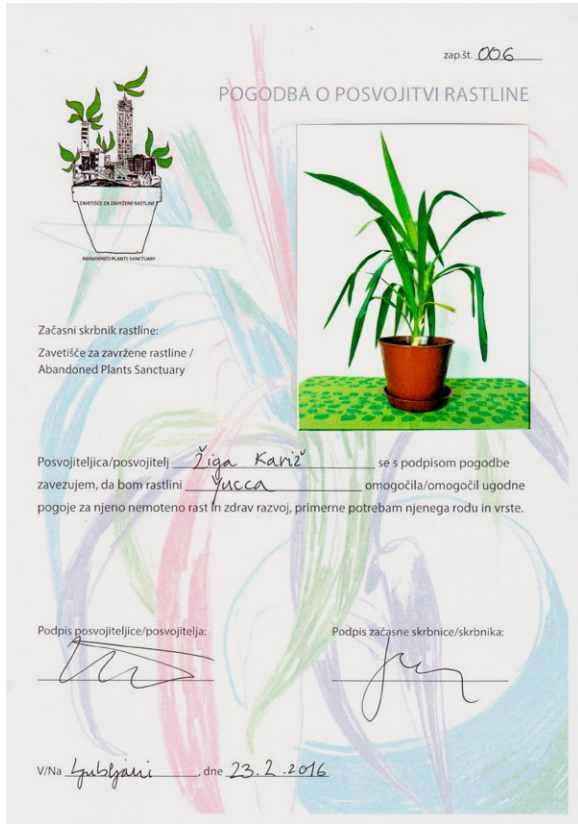 zap.št. 006
POGODBA O POSVOJITVI RASTLINE
ZAVETIŠČE ZA ZAVRŽENE RASTLINE
ABANDONED PLANTS SANCTUARY
Začasni skrbnik rastline:
Zavetišče za zavržene rastline /
Abandoned Plants Sanctuary
Posvojiteljica/posvojitelj Žiga Kariž se s podpisom pogodbe
zavezujem, da bom rastlini Yucca omogočila/omogočil ugodne
pogoje za njeno nemoteno rast in zdrav razvoj, primerne potrebam njenega rodu in vrste.
Podpis posvojiteljice/posvojitelja: Podpis začasne skrbnice/skrbnika:
V/Na Ljubljani, dne 23.2.2016